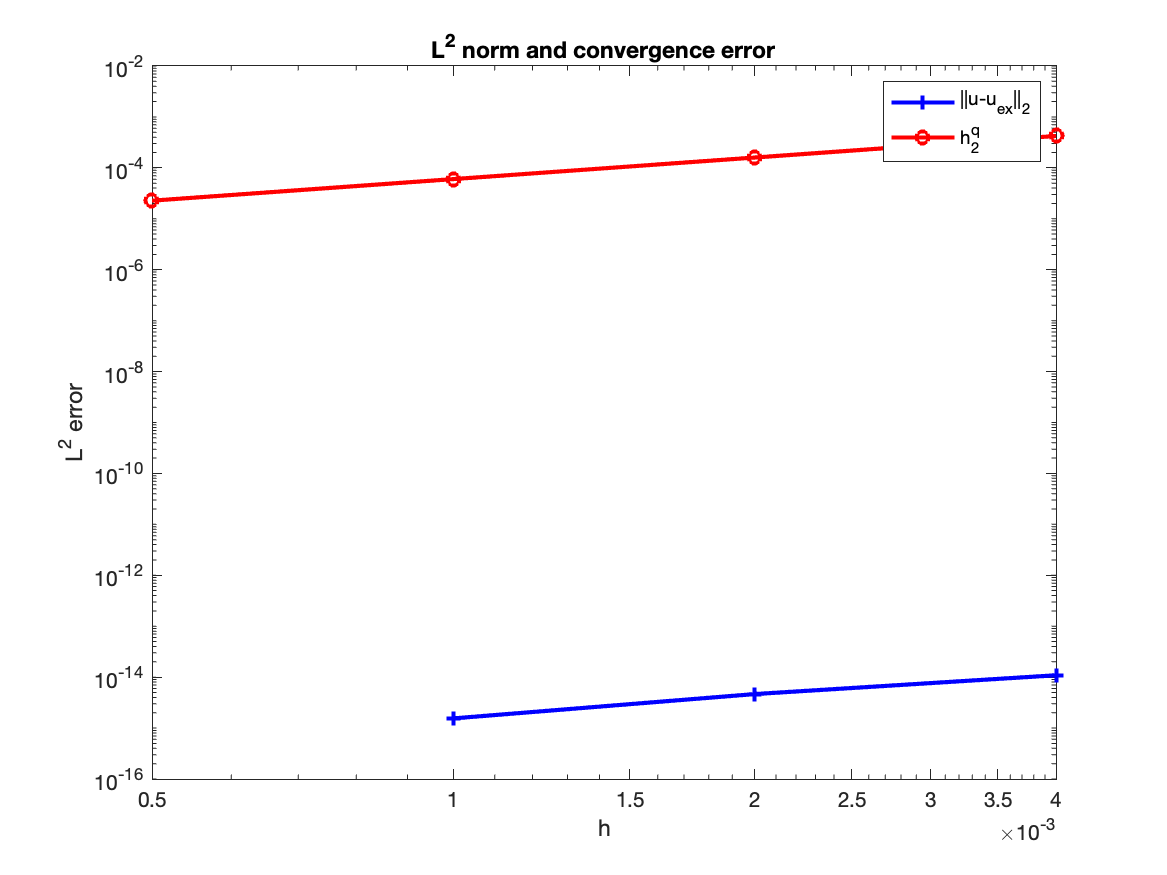 L² norm and convergence error
10⁻²
10⁻⁴
10⁻⁶
10⁻⁸
10⁻¹⁰
10⁻¹²
10⁻¹⁴
10⁻¹⁶
L² error
‖u-u_ex‖₂
h₂^q
0.5 1 1.5 2 2.5 3 3.5 4
×10⁻³
h